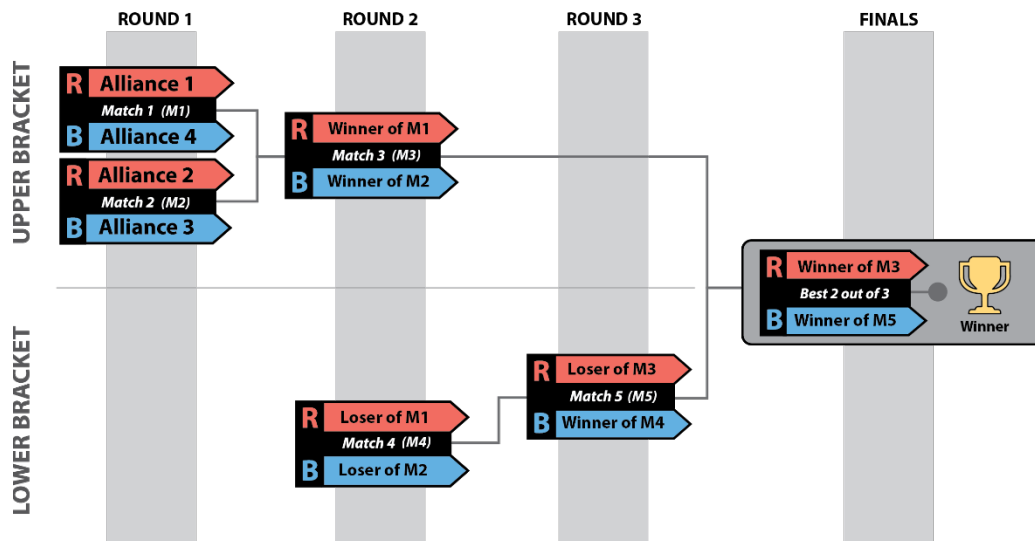 ROUND 1
ROUND 2
ROUND 3
FINALS
UPPER BRACKET
R Alliance 1
Match 1 (M1)
B Alliance 4
R Alliance 2
Match 2 (M2)
B Alliance 3
R Winner of M1
Match 3 (M3)
B Winner of M2
R Winner of M3
Best 2 out of 3
B Winner of M5
Winner
LOWER BRACKET
R Loser of M1
Match 4 (M4)
B Loser of M2
R Loser of M3
Match 5 (M5)
B Winner of M4